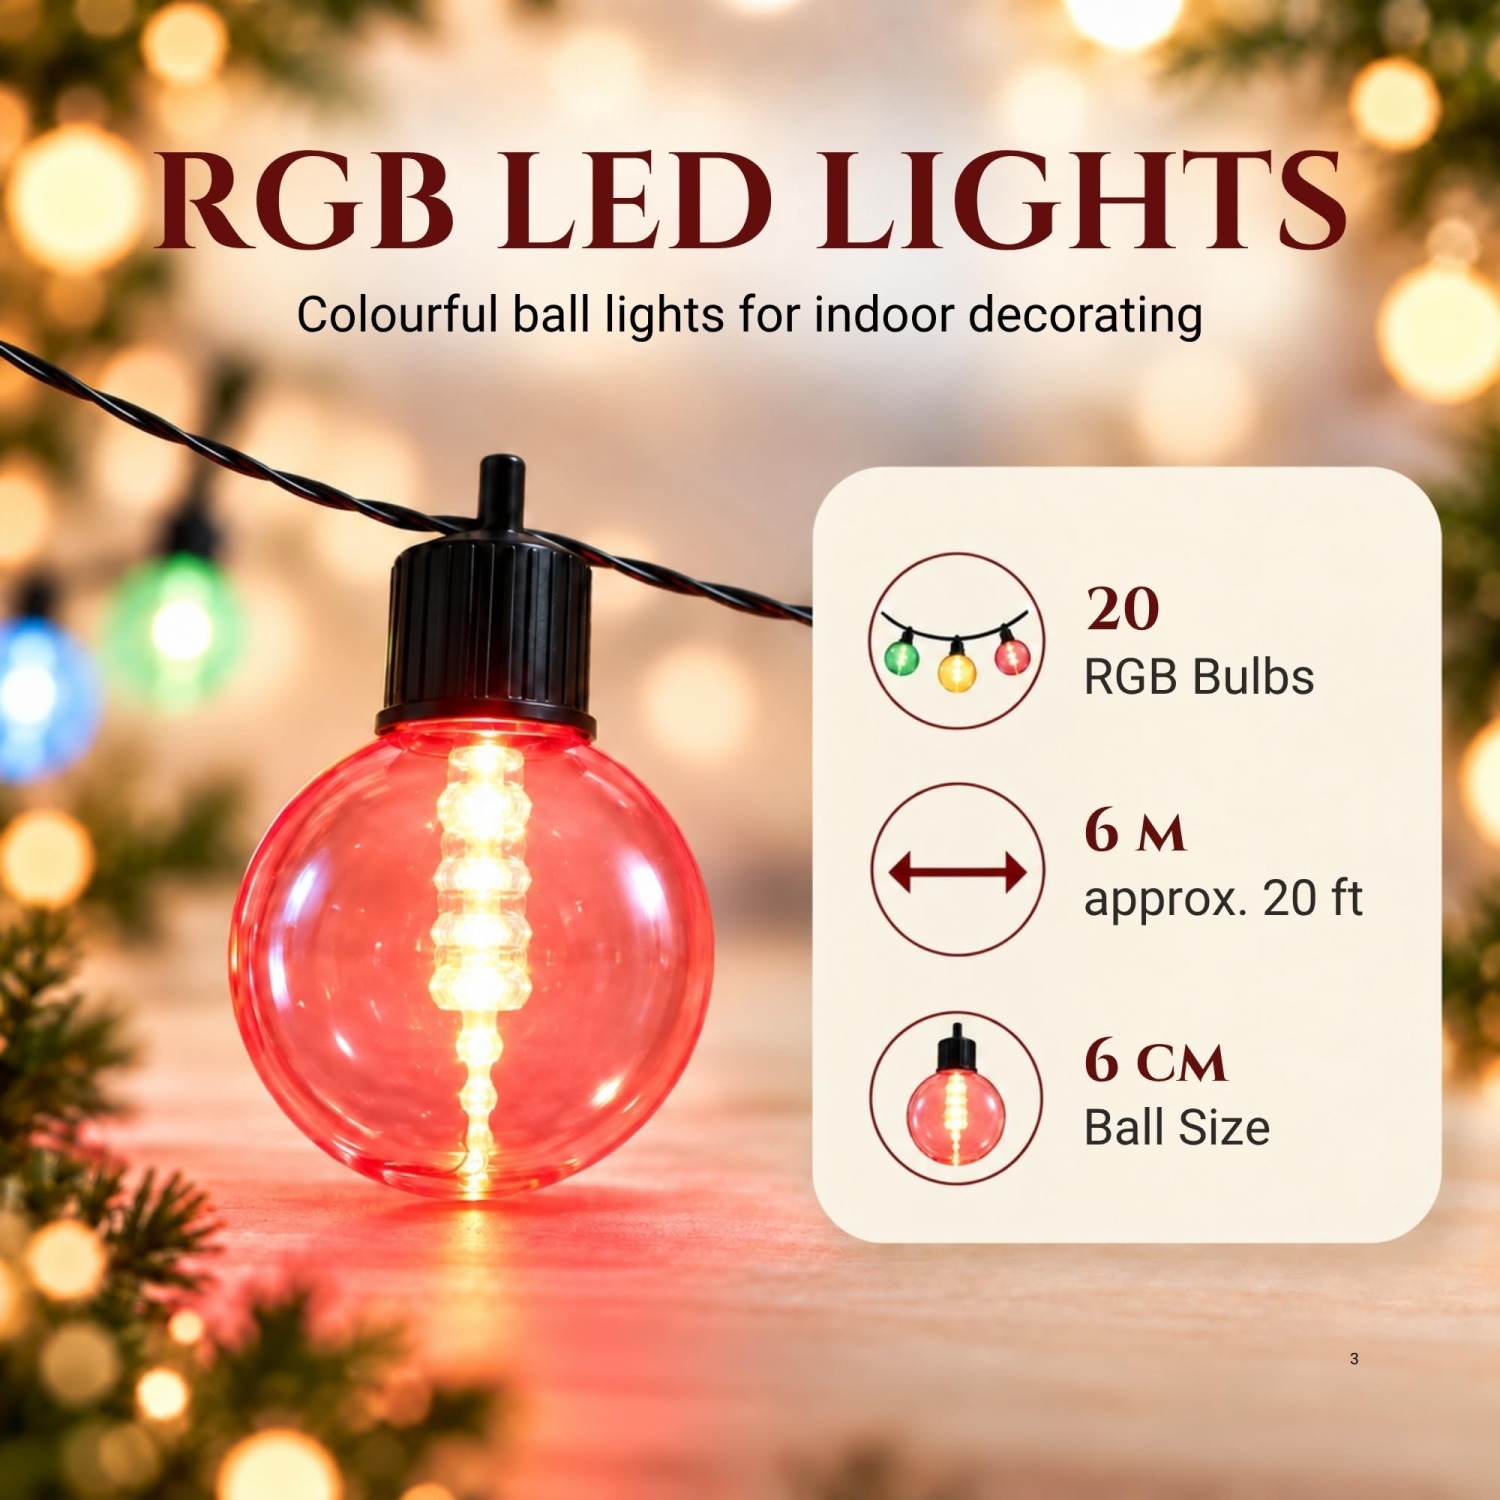 RGB LED LIGHTS
Colourful ball lights for indoor decorating
20
RGB Bulbs
6 M
approx. 20 ft
6 CM
Ball Size
3